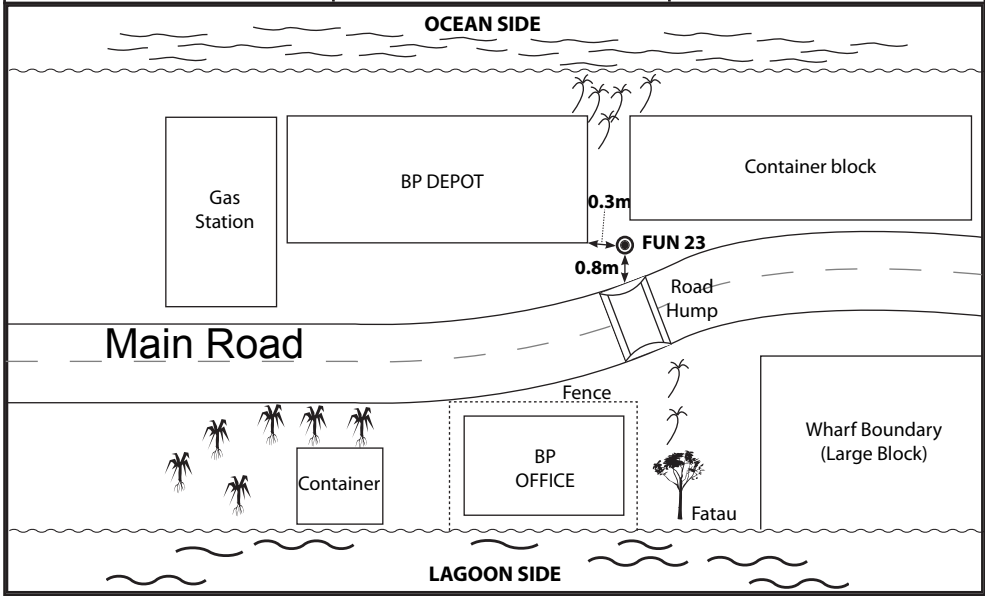 OCEAN SIDE
Gas
Station
BP DEPOT
Container block
0.3m
FUN 23
0.8m
Road
Hump
Main Road
Fence
Container
BP
OFFICE
Wharf Boundary
(Large Block)
Fatau
LAGOON SIDE